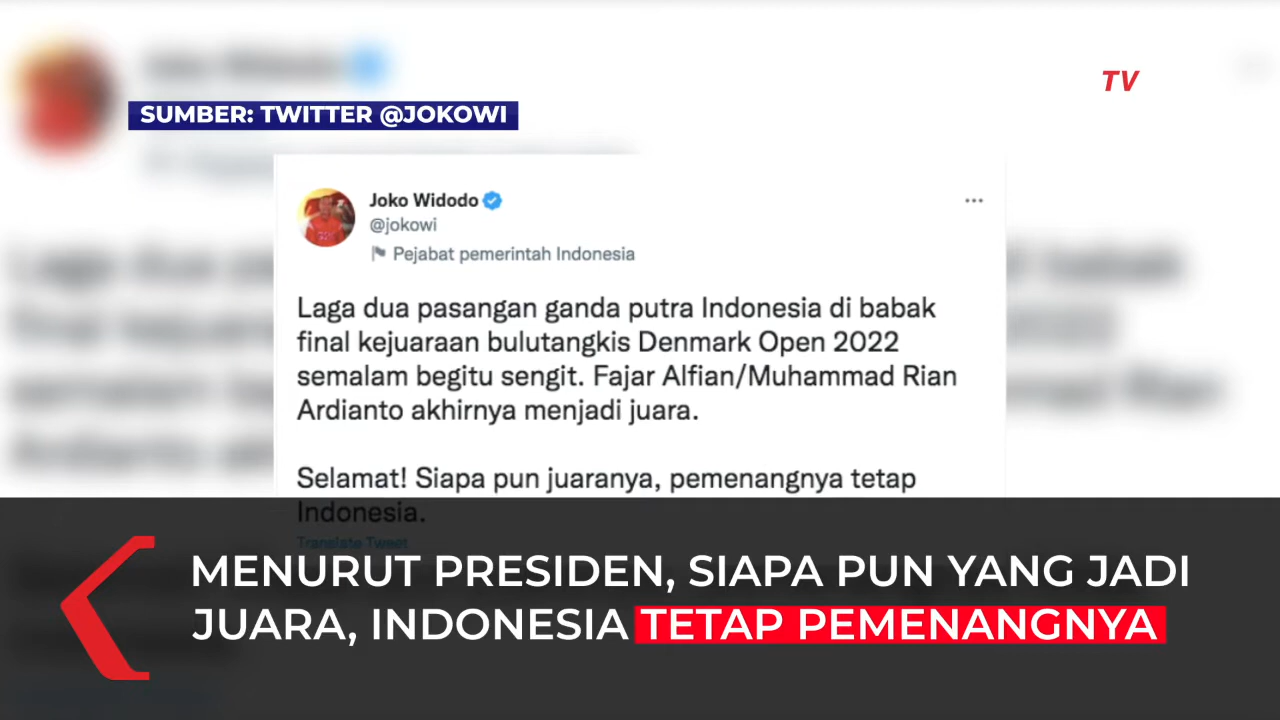 TV
SUMBER: TWITTER @JOKOWI
Joko Widodo
@jokowi
Pejabat pemerintah Indonesia
Laga dua pasangan ganda putra Indonesia di babak
final kejuaraan bulutangkis Denmark Open 2022
semalam begitu sengit. Fajar Alfian/Muhammad Rian
Ardianto akhirnya menjadi juara.
Selamat! Siapa pun juaranya, pemenangnya tetap
Indonesia.
Translate Tweet
MENURUT PRESIDEN, SIAPA PUN YANG JADI
JUARA, INDONESIA TETAP PEMENANGNYA